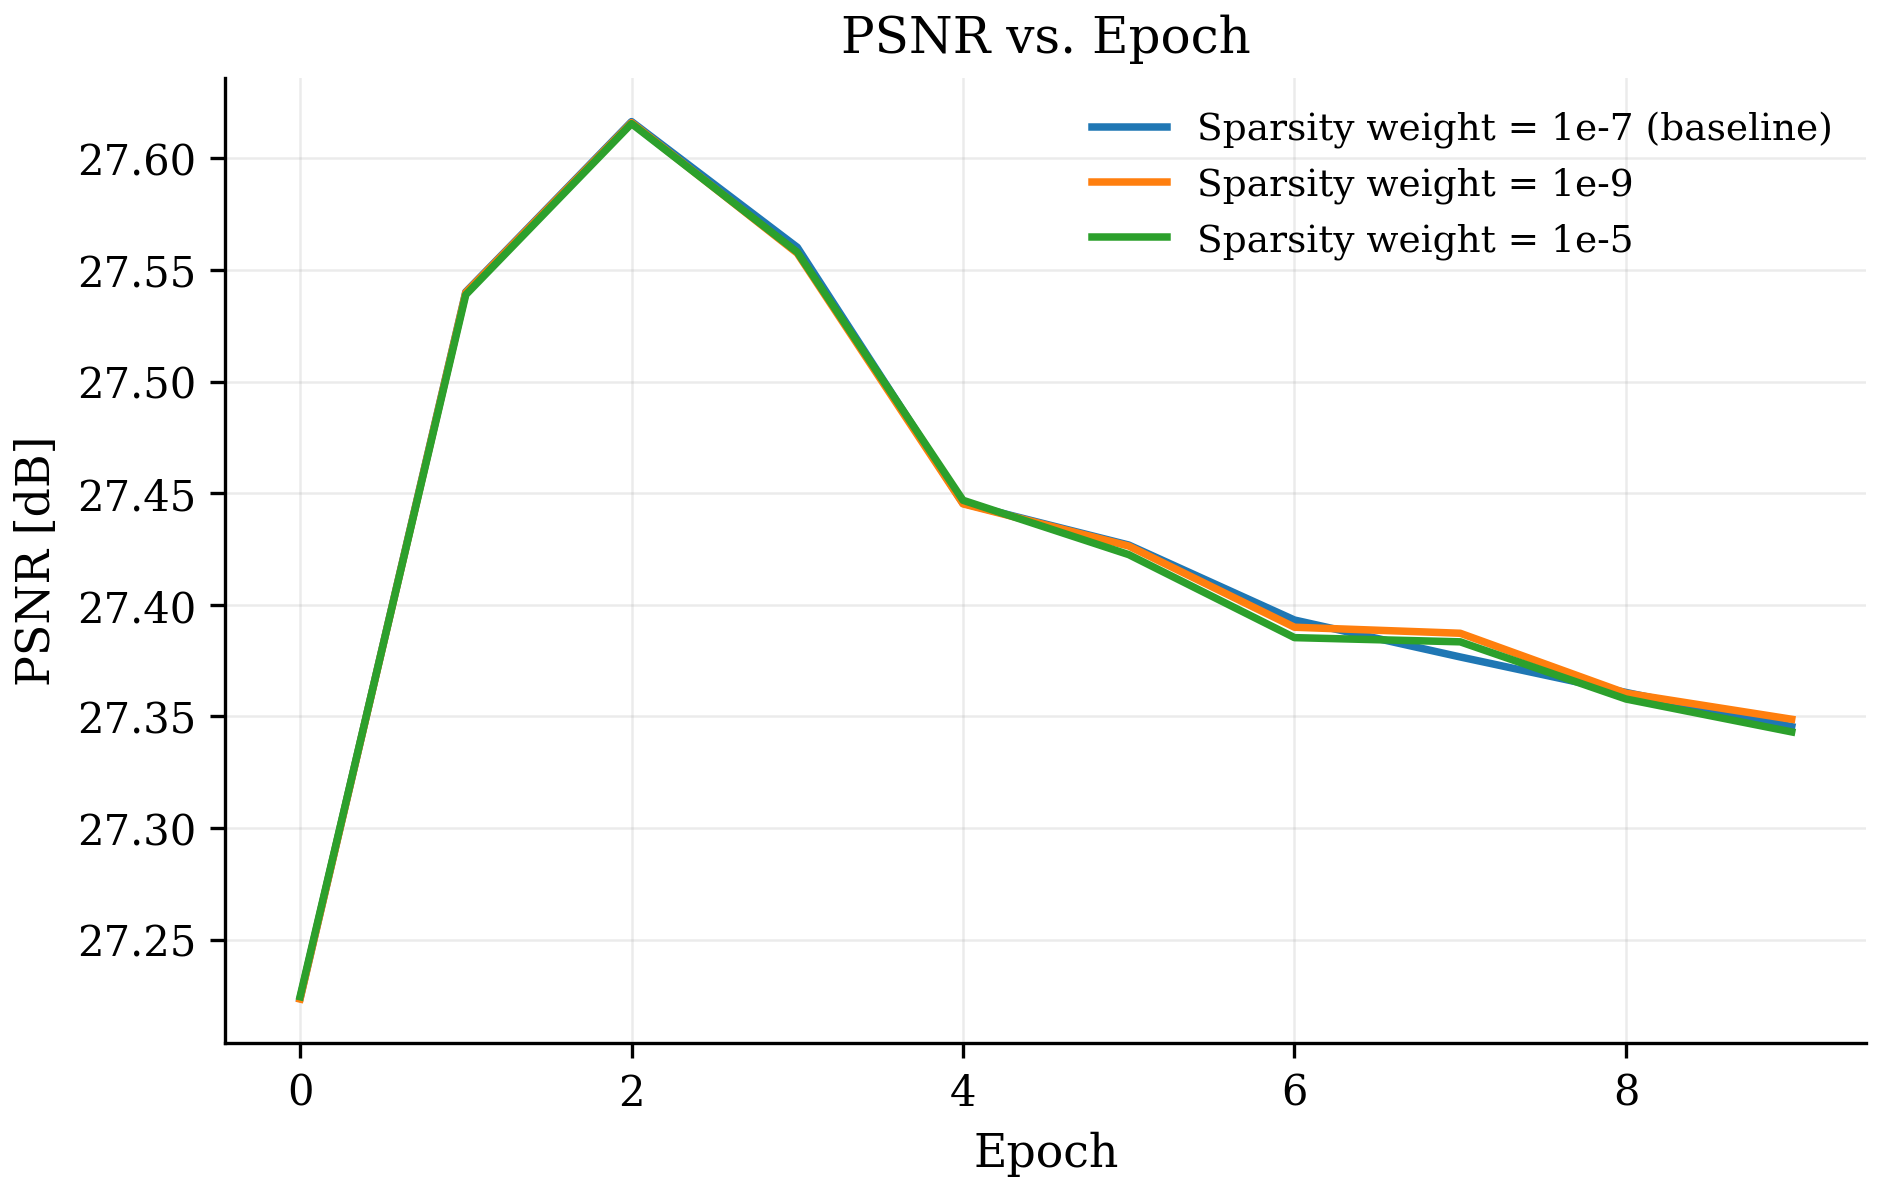 PSNR vs. Epoch
Sparsity weight = 1e-7 (baseline)
Sparsity weight = 1e-9
Sparsity weight = 1e-5
PSNR [dB]
27.60
27.55
27.50
27.45
27.40
27.35
27.30
27.25
0 2 4 6 8
Epoch